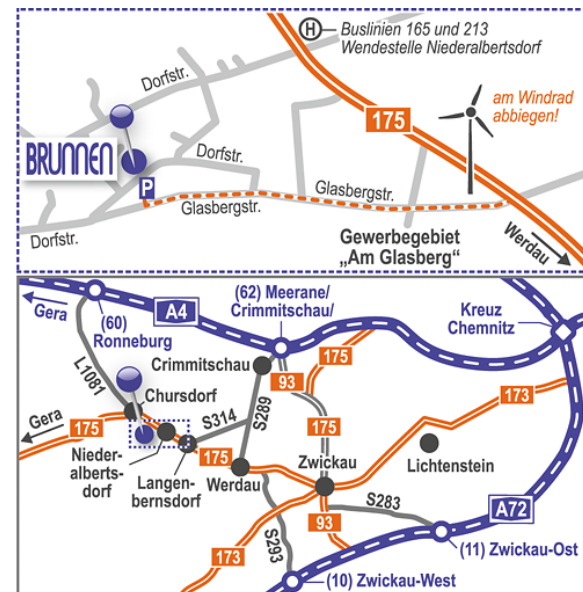 H
Buslinien 165 und 213
Wendestelle Niederalbertsdorf
Dorfstr.
am Windrad
abbiegen!
175
BRUNNEN
Dorfstr.
P
Glasbergstr.
Glasbergstr.
Dorfstr.
Gewerbegebiet
„Am Glasberg“
Werdau
Gera
A4
(60)
Ronneburg
(62) Meerane/
Crimmitschau/
Kreuz
Chemnitz
L1081
Crimmitschau
175
93
173
Chursdorf
S314
S289
Gera
175
175
175
175
Nieder-
alberts-
dorf
Langen-
bernsdorf
Werdau
Zwickau
Lichtenstein
93
S283
A72
173
S293
(11) Zwickau-Ost
(10) Zwickau-West